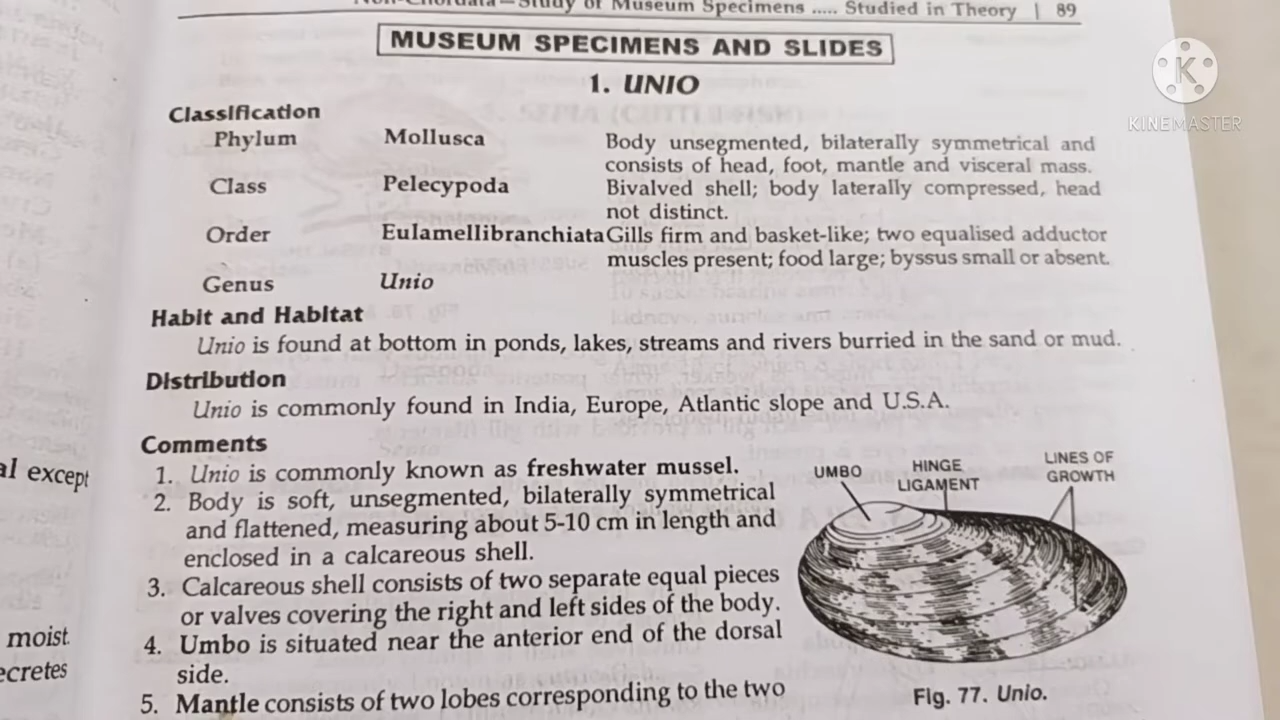 Study of Museum Specimens ..... Studied in Theory | 89
MUSEUM SPECIMENS AND SLIDES
1. UNIO
Classification
Phylum Mollusca Body unsegmented, bilaterally symmetrical and
consists of head, foot, mantle and visceral mass.
Class Pelecypoda Bivalved shell; body laterally compressed, head
not distinct.
Order Eulamellibranchiata Gills firm and basket-like; two equalised adductor
muscles present; food large; byssus small or absent.
Genus Unio
Habit and Habitat
Unio is found at bottom in ponds, lakes, streams and rivers burried in the sand or mud.
Distribution
Unio is commonly found in India, Europe, Atlantic slope and U.S.A.
Comments
1. Unio is commonly known as freshwater mussel.
2. Body is soft, unsegmented, bilaterally symmetrical
and flattened, measuring about 5-10 cm in length and
enclosed in a calcareous shell.
3. Calcareous shell consists of two separate equal pieces
or valves covering the right and left sides of the body.
4. Umbo is situated near the anterior end of the dorsal
side.
5. Mantle consists of two lobes corresponding to the two
UMBO
HINGE
LIGAMENT
LINES OF
GROWTH
Fig. 77. Unio.
al except
moist
ecretes
K
KINEMASTER